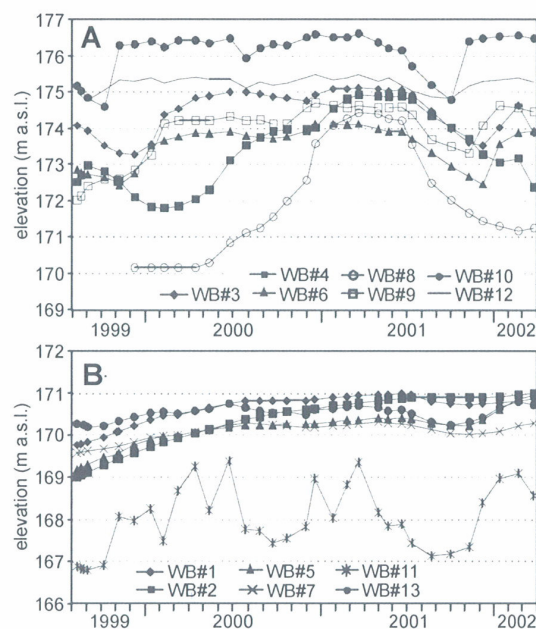 177
176
175
174
173
172
171
170
169
elevation (m a.s.l.)
A
WB#4 WB#8 WB#10
WB#3 WB#6 WB#9 WB#12
1999 2000 2001 2002
172
171
170
169
168
167
166
elevation (m a.s.l.)
B
WB#1 WB#5 WB#11
WB#2 WB#7 WB#13
1999 2000 2001 2002